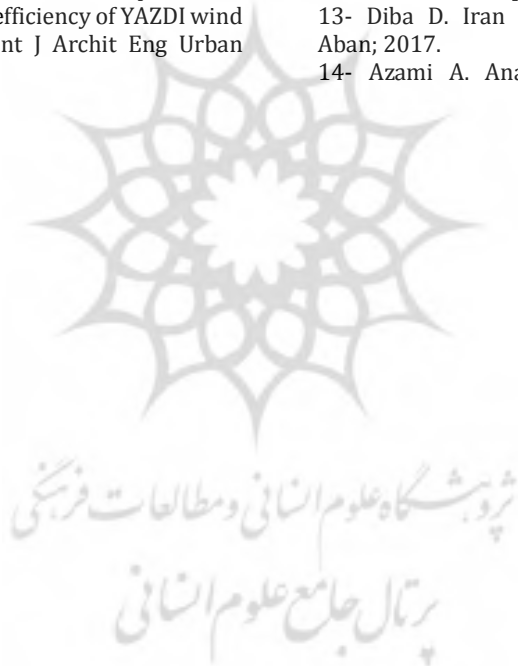 efficiency of YAZDI wind
nt J Archit Eng Urban
13- Diba D. Iran
Aban; 2017.
14- Azami A. Ana
پژوهشگاه علوم انسانی و مطالعات فرهنگی
پرتال جامع علوم انسانی